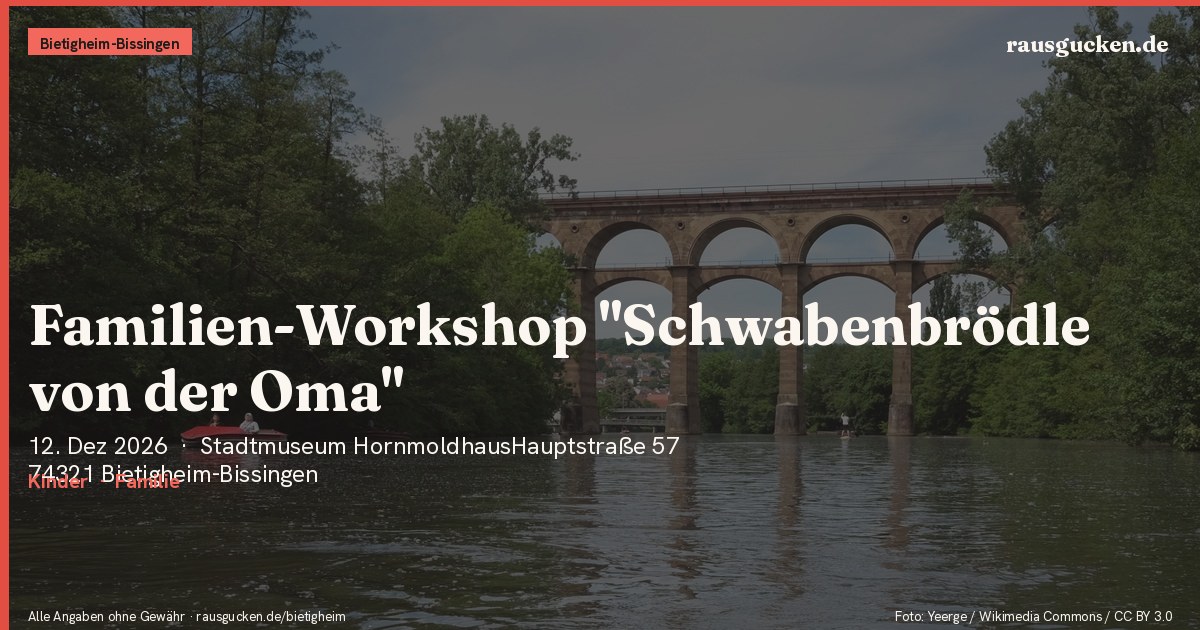 Bietigheim-Bissingen
rausgucken.de
Familien-Workshop "Schwabenbrödle
von der Oma"
12. Dez 2026 · Stadtmuseum HornmoldhausHauptstraße 57
74321 Bietigheim-Bissingen
Kinder · Familie
Alle Angaben ohne Gewähr · rausgucken.de/bietigheim
Foto: Yeerge / Wikimedia Commons / CC BY 3.0